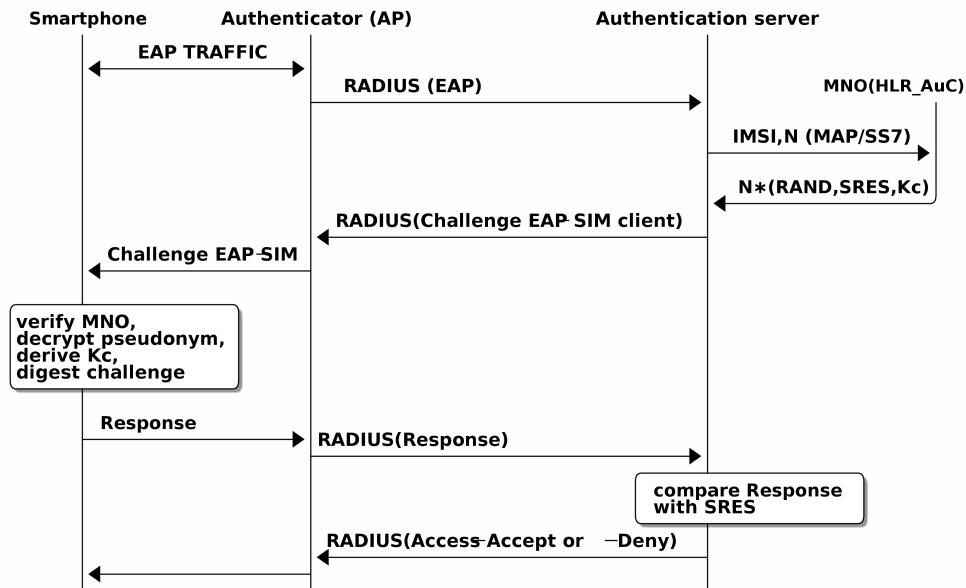 Smartphone
Authenticator (AP)
Authentication server
EAP TRAFFIC
RADIUS (EAP)
MNO(HLR_AuC)
IMSI,N (MAP/SS7)
N*(RAND,SRES,Kc)
RADIUS(Challenge EAP-SIM client)
Challenge EAP-SIM
verify MNO,
decrypt pseudonym,
derive Kc,
digest challenge
Response
RADIUS(Response)
compare Response
with SRES
RADIUS(Access-Accept or -Deny)